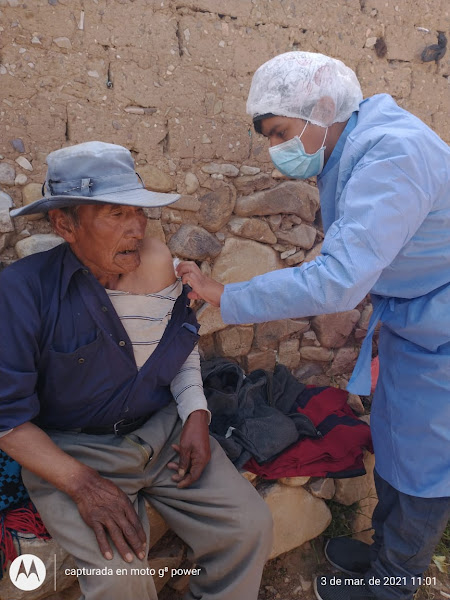 capturada en moto g⁸ power
3 de mar. de 2021 11:01